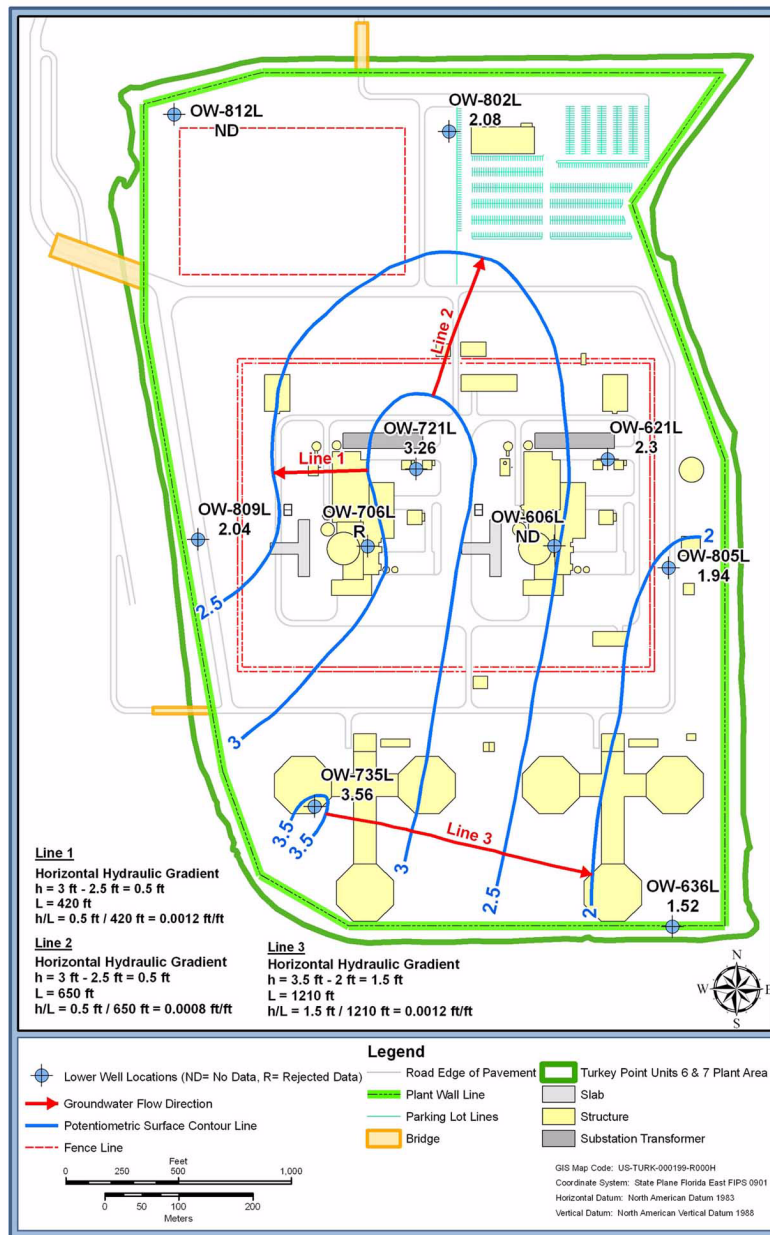 OW-812L
ND
OW-802L
2.08
Line 2
OW-721L
3.26
OW-621L
2.3
Line 1
OW-809L
2.04
OW-706L
R
OW-606L
ND
2
OW-805L
1.94
2.5
3
OW-735L
3.56
3.5
3.5
Line 3
3
2.5
2
OW-636L
1.52
Line 1
Horizontal Hydraulic Gradient
h = 3 ft - 2.5 ft = 0.5 ft
L = 420 ft
h/L = 0.5 ft / 420 ft = 0.0012 ft/ft
Line 2
Horizontal Hydraulic Gradient
h = 3 ft - 2.5 ft = 0.5 ft
L = 650 ft
h/L = 0.5 ft / 650 ft = 0.0008 ft/ft
Line 3
Horizontal Hydraulic Gradient
h = 3.5 ft - 2 ft = 1.5 ft
L = 1210 ft
h/L = 1.5 ft / 1210 ft = 0.0012 ft/ft
N
W E
S
Legend
Lower Well Locations (ND= No Data, R= Rejected Data)
Groundwater Flow Direction
Potentiometric Surface Contour Line
Fence Line
Road Edge of Pavement
Plant Wall Line
Parking Lot Lines
Bridge
Turkey Point Units 6 & 7 Plant Area
Slab
Structure
Substation Transformer
Feet
0 250 500 1,000
0 50 100 200
Meters
GIS Map Code: US-TURK-000199-R000H
Coordinate System: State Plane Florida East FIPS 0901
Horizontal Datum: North American Datum 1983
Vertical Datum: North American Vertical Datum 1988